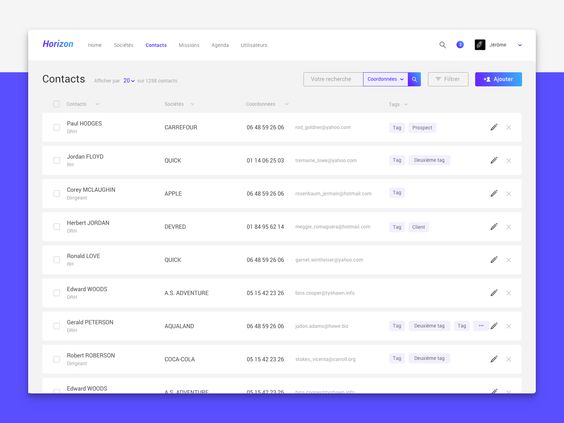 Horizon Home Sociétés Contacts Missions Agenda Utilisateurs Jérôme
Contacts Afficher par 20 sur 1258 contacts Votre recherche Coordonnées Filtrer Ajouter
Contacts Sociétés Coordonnées Tags
Paul HODGES
DRH
CARREFOUR 06 48 59 26 06 rod_goldner@yahoo.com Tag Prospect
Jordan FLOYD
RH
QUICK 01 14 06 25 03 tremaine_lowe@yahoo.com Tag Deuxième tag
Corey MCLAUGHIN
Dirigeant
APPLE 06 48 59 26 06 rosenbaum_jermain@hotmail.com Tag
Herbert JORDAN
DRH
DEVRED 01 84 95 62 14 meggie_romaguera@hotmail.com Tag Client
Ronald LOVE
RH
QUICK 06 48 59 26 06 garnet.wintheiser@yahoo.com
Edward WOODS
DRH
A.S. ADVENTURE 05 15 42 23 26 bins.cooper@tyshawn.info
Gerald PETERSON
DRH
AQUALAND 06 48 59 26 06 judon.adams@howe.biz Tag Deuxième tag Tag ...
Robert ROBERSON
Dirigeant
COCA-COLA 05 15 42 23 26 stokes_vicenta@carroll.org Tag Deuxième tag
Edward WOODS
A.S. ADVENTURE 05 15 42 23 26